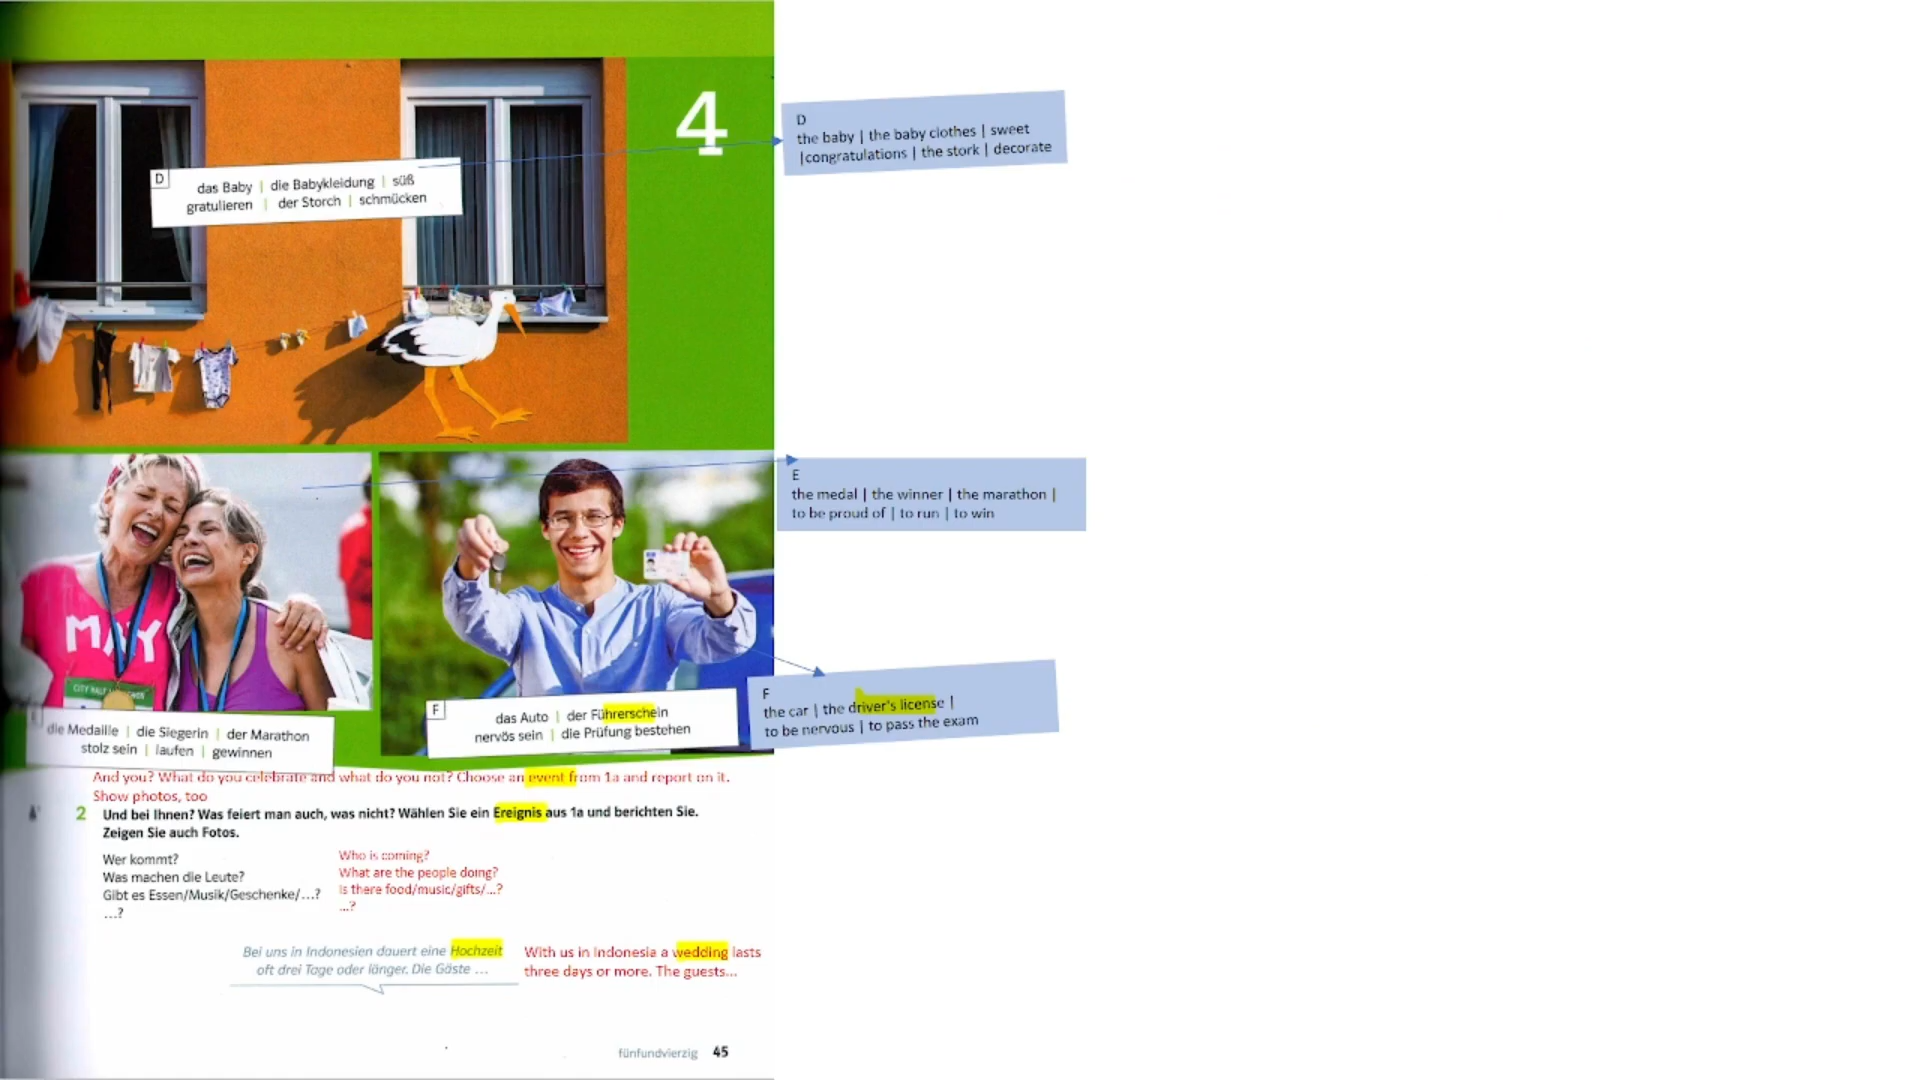 4
D
das Baby | die Babykleidung | süß
gratulieren | der Storch | schmücken
D
the baby | the baby clothes | sweet
|congratulations | the stork | decorate
MAY
CITY HALF
E
die Medaille | die Siegerin | der Marathon
stolz sein | laufen | gewinnen
E
the medal | the winner | the marathon |
to be proud of | to run | to win
F
das Auto | der Führerschein
nervös sein | die Prüfung bestehen
F
the car | the driver's license |
to be nervous | to pass the exam
And you? What do you celebrate and what do you not? Choose an event from 1a and report on it.
Show photos, too
2 Und bei Ihnen? Was feiert man auch, was nicht? Wählen Sie ein Ereignis aus 1a und berichten Sie.
Zeigen Sie auch Fotos.
Wer kommt?
Was machen die Leute?
Gibt es Essen/Musik/Geschenke/...?
...?
Who is coming?
What are the people doing?
Is there food/music/gifts/...?
...?
Bei uns in Indonesien dauert eine Hochzeit
oft drei Tage oder länger. Die Gäste ...
With us in Indonesia a wedding lasts
three days or more. The guests...
fünfundvierzig 45